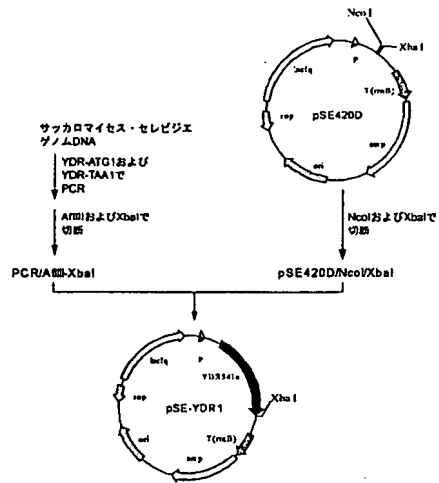 NcoI
XbaI
P
lacIq
T(rrnB)
rop
pSE420D
amp
ori
サッカロマイセス・セレビジエ
ゲノムDNA
YDR-ATG1および
YDR-TAA1で
PCR
AflIIIおよびXbaIで
切断
NcoIおよびXbaIで
切断
PCR/AflIII-XbaI
pSE420D/NcoI/XbaI
P
lacIq
YDR541c
XbaI
rop
pSE-YDR1
T(rrnB)
ori
amp